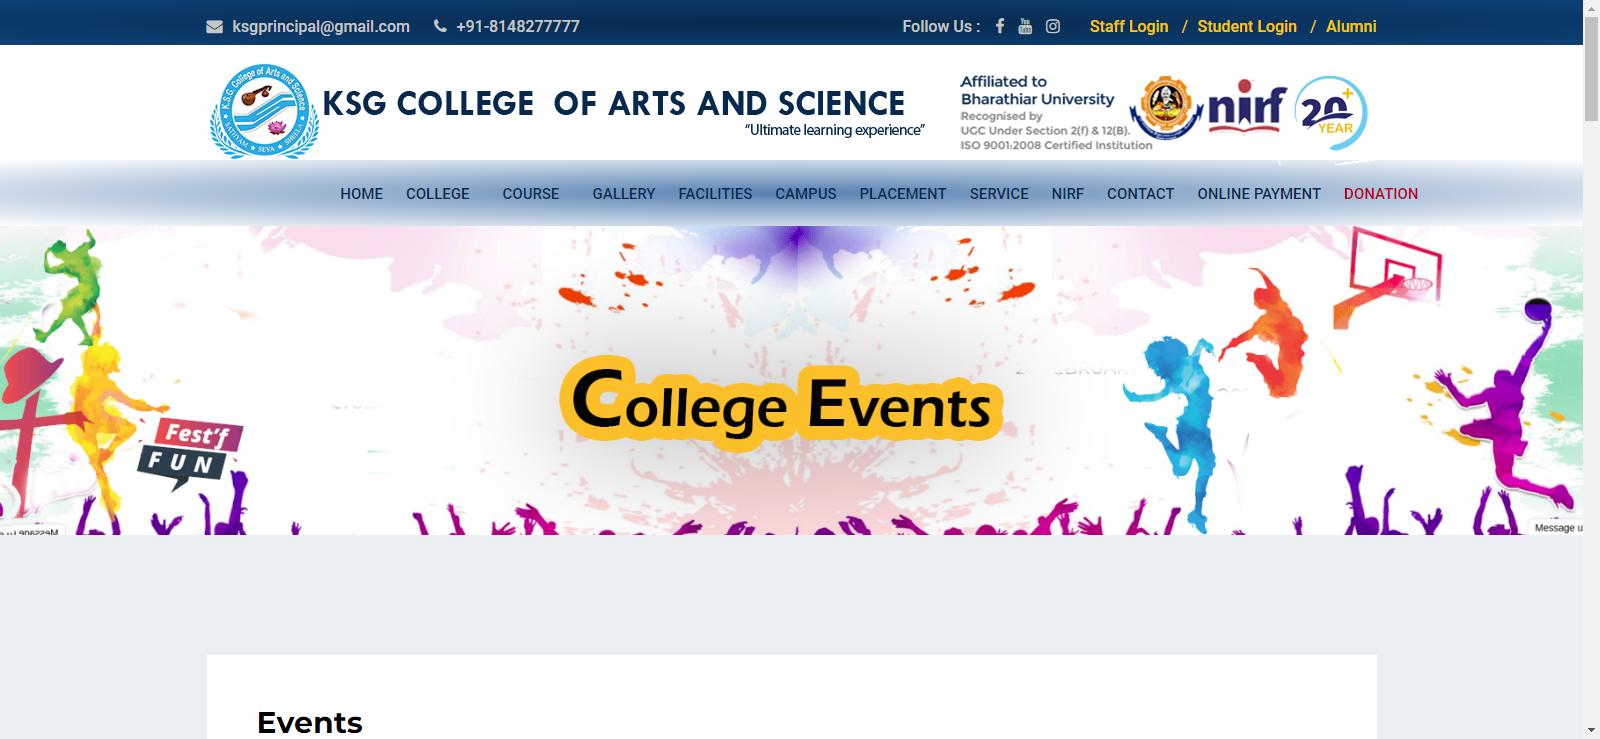 ksgprincipal@gmail.com +91-8148277777 Follow Us : Staff Login / Student Login / Alumni
K.S.G. College of Arts and Science
SATHYAM ★ SEVA ★ SHEELA
KSG COLLEGE OF ARTS AND SCIENCE
“Ultimate learning experience”
Affiliated to
Bharathiar University
Recognised by
UGC Under Section 2(f) & 12(B).
ISO 9001:2008 Certified Institution
nirf
20+
YEAR
HOME COLLEGE COURSE GALLERY FACILITIES CAMPUS PLACEMENT SERVICE NIRF CONTACT ONLINE PAYMENT DONATION
College Events
Fest'f
FUN
Message u
Events